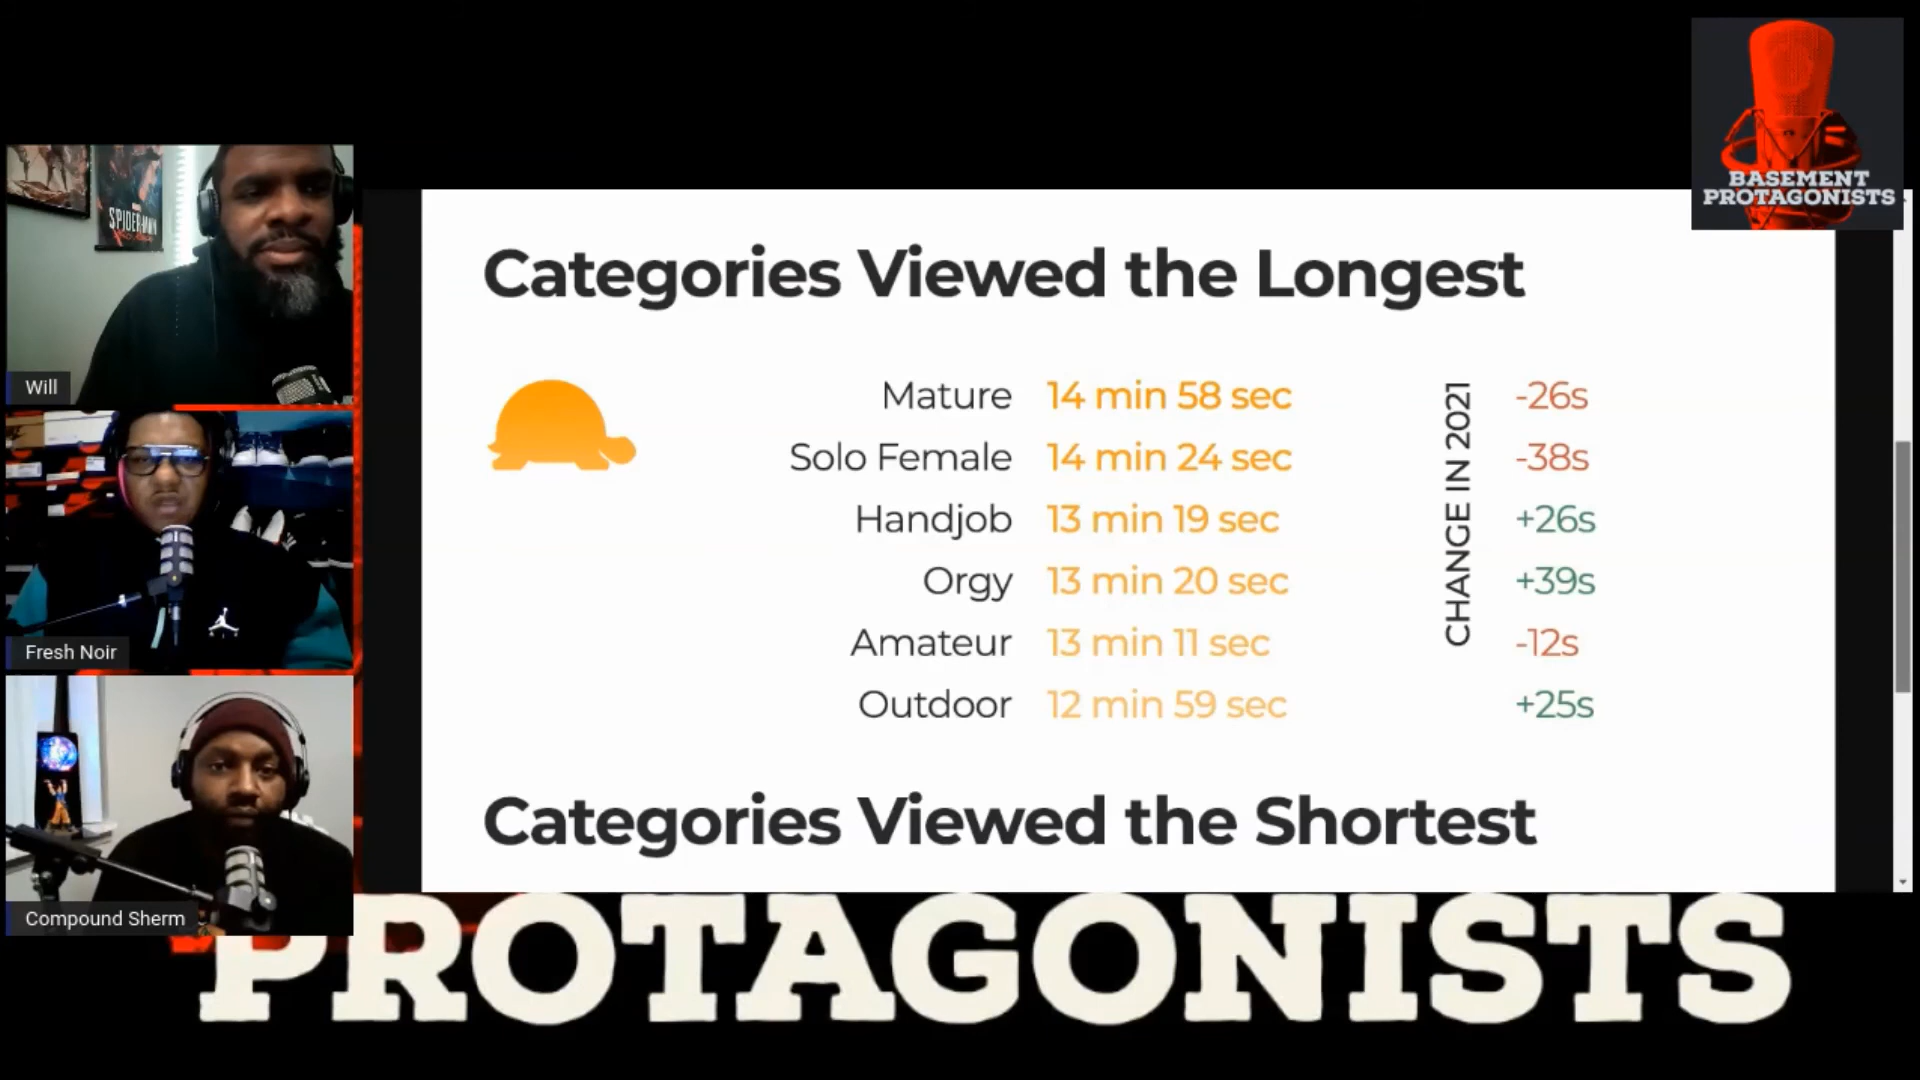 BASEMENT
PROTAGONISTS
SPIDER-MAN
Will
Fresh Noir
Compound Sherm
Categories Viewed the Longest
Mature 14 min 58 sec -26s
Solo Female 14 min 24 sec -38s
Handjob 13 min 19 sec +26s
Orgy 13 min 20 sec +39s
Amateur 13 min 11 sec -12s
Outdoor 12 min 59 sec +25s
CHANGE IN 2021
Categories Viewed the Shortest
PROTAGONISTS